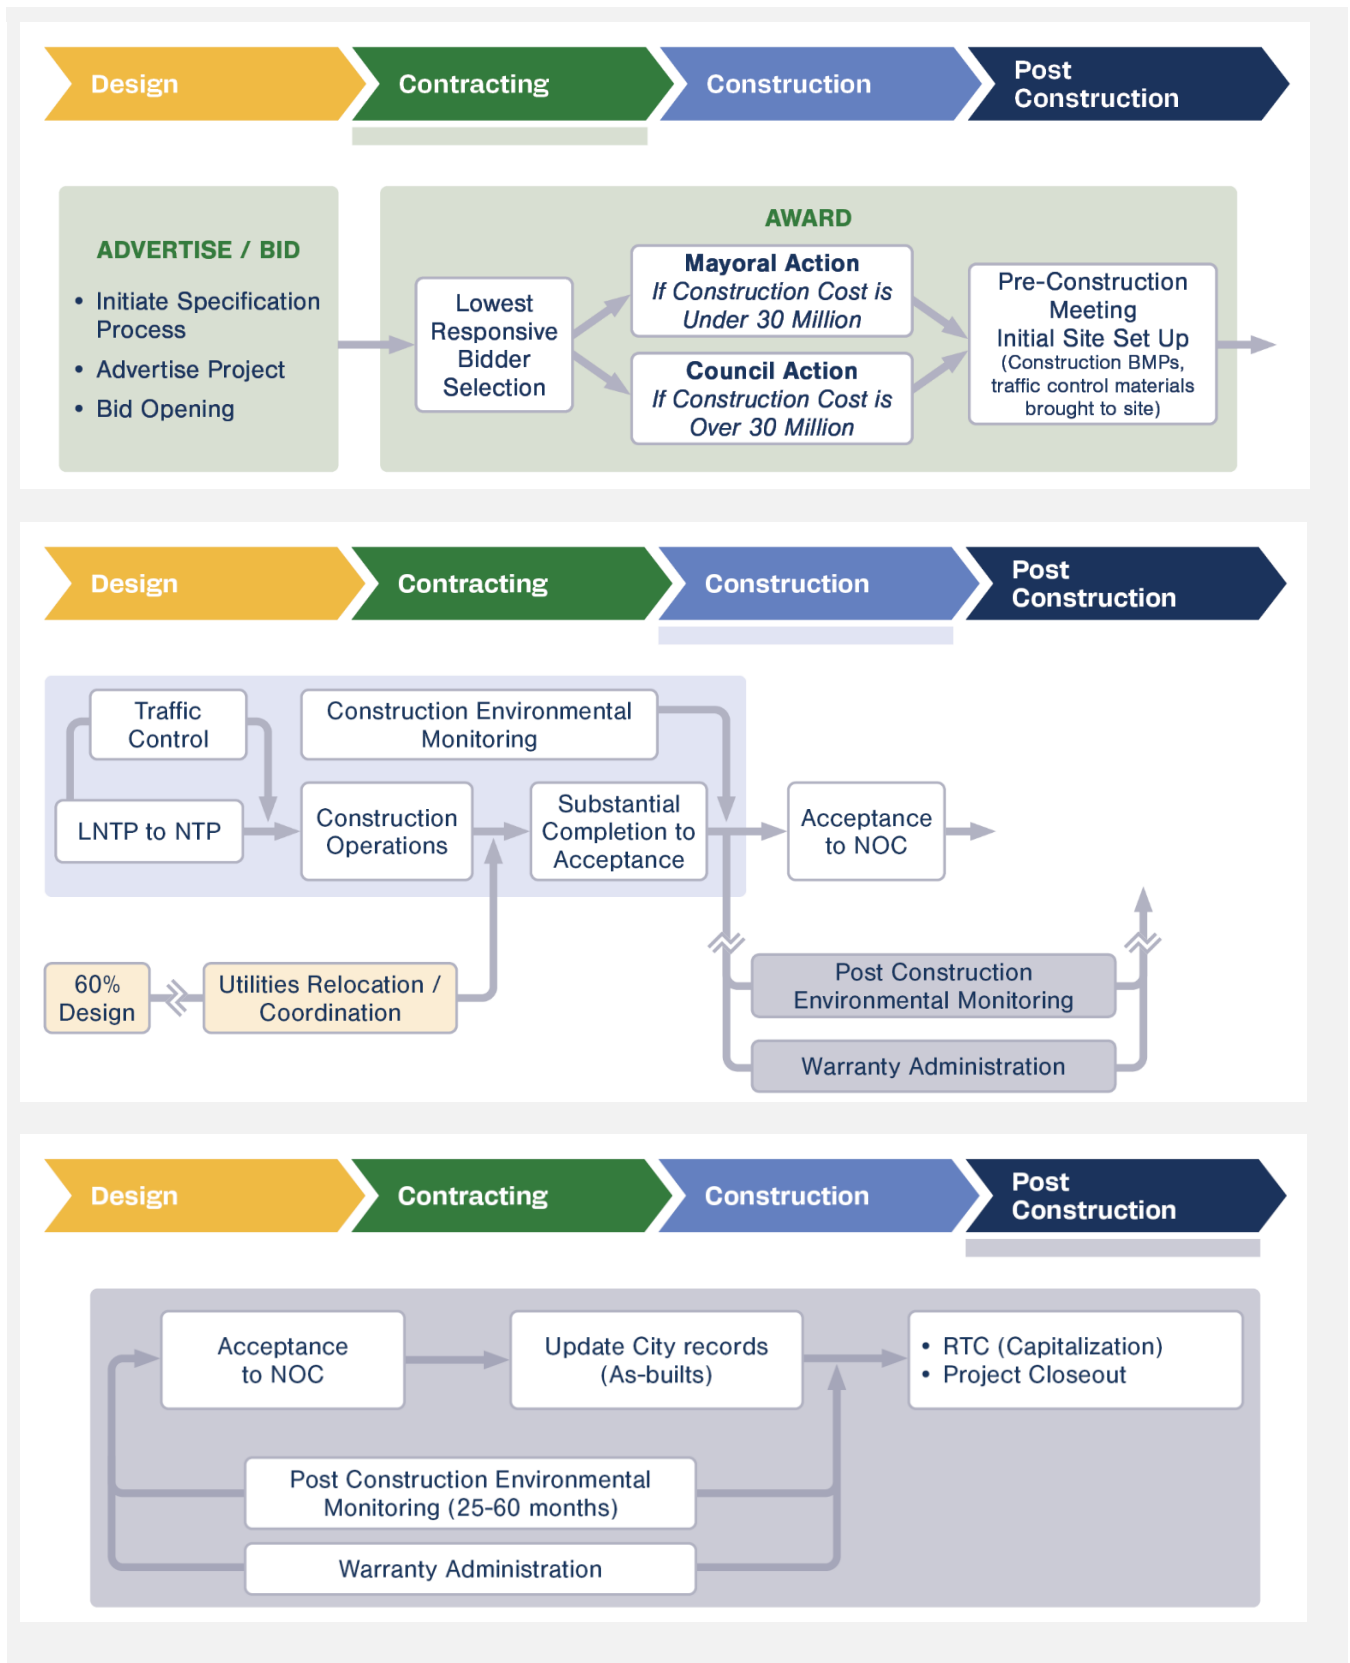 Design
Contracting
Construction
Post
Construction
ADVERTISE / BID
• Initiate Specification
Process
• Advertise Project
• Bid Opening
AWARD
Lowest
Responsive
Bidder
Selection
Mayoral Action
If Construction Cost is
Under 30 Million
Council Action
If Construction Cost is
Over 30 Million
Pre-Construction
Meeting
Initial Site Set Up
(Construction BMPs,
traffic control materials
brought to site)
Design
Contracting
Construction
Post
Construction
Traffic
Control
Construction Environmental
Monitoring
LNTP to NTP
Construction
Operations
Substantial
Completion to
Acceptance
Acceptance
to NOC
60%
Design
Utilities Relocation /
Coordination
Post Construction
Environmental Monitoring
Warranty Administration
Design
Contracting
Construction
Post
Construction
Acceptance
to NOC
Update City records
(As-builts)
• RTC (Capitalization)
• Project Closeout
Post Construction Environmental
Monitoring (25-60 months)
Warranty Administration